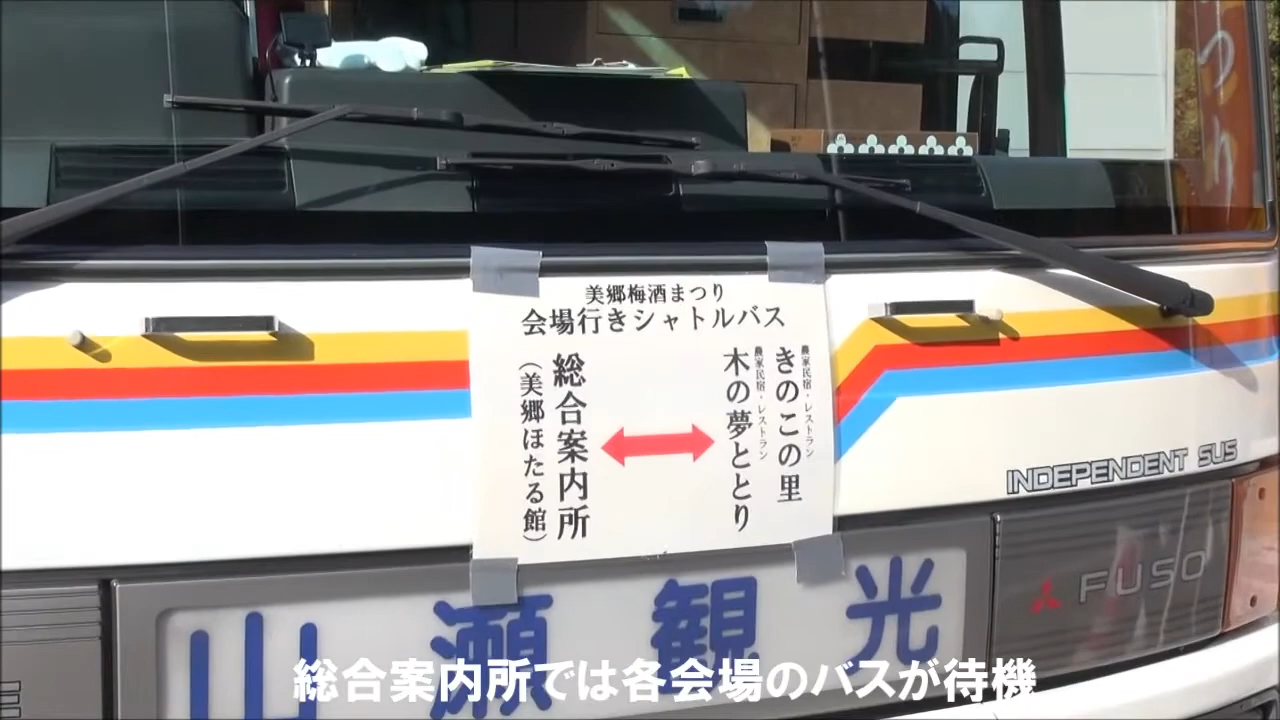 美郷梅酒まつり
会場行きシャトルバス
農家民宿・レストラン
きのこの里
農家民宿・レストラン
木の夢ととり
総合案内所
(美郷ほたる館)
INDEPENDENT SUS
FUSO
山瀬観光
総合案内所では各会場のバスが待機